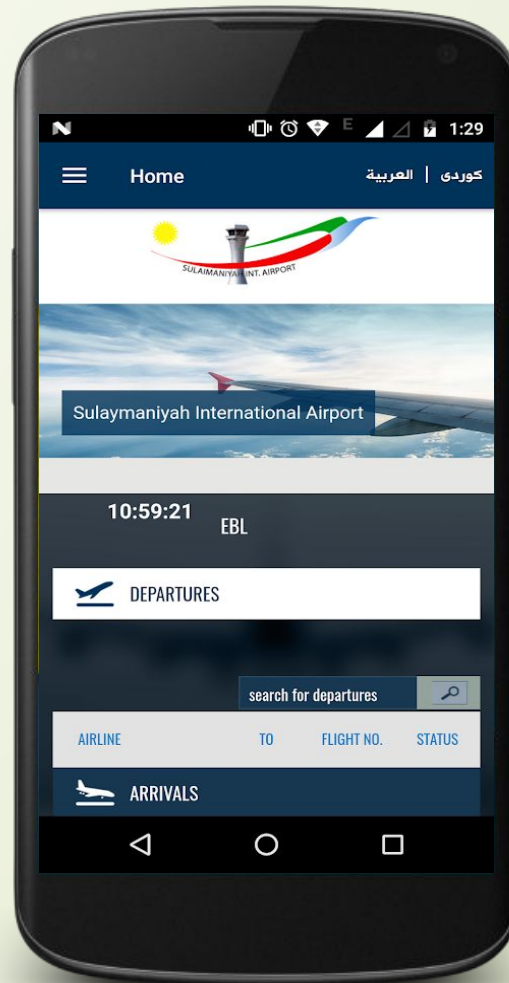 N E 1:29
Home كوردى | العربية
SULAIMANIYAH INT. AIRPORT
Sulaymaniyah International Airport
10:59:21 EBL
DEPARTURES
search for departures
AIRLINE TO FLIGHT NO. STATUS
ARRIVALS